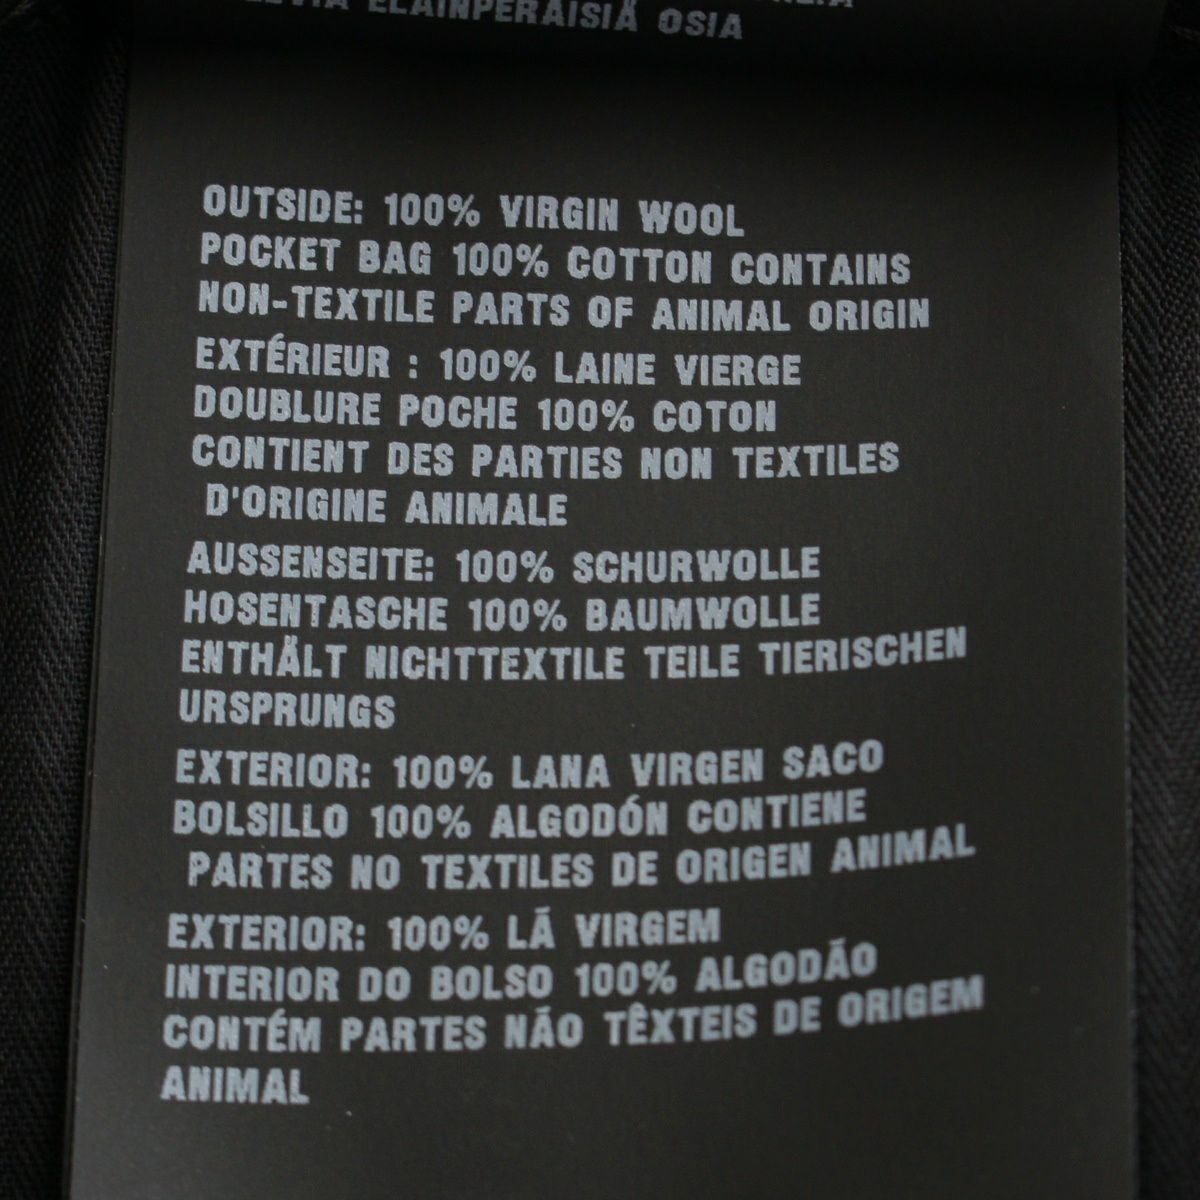 ELÄINPERÄISIÄ OSIA
OUTSIDE: 100% VIRGIN WOOL
POCKET BAG 100% COTTON CONTAINS
NON-TEXTILE PARTS OF ANIMAL ORIGIN
EXTÉRIEUR : 100% LAINE VIERGE
DOUBLURE POCHE 100% COTON
CONTIENT DES PARTIES NON TEXTILES
D'ORIGINE ANIMALE
AUSSENSEITE: 100% SCHURWOLLE
HOSENTASCHE 100% BAUMWOLLE
ENTHÄLT NICHTTEXTILE TEILE TIERISCHEN
URSPRUNGS
EXTERIOR: 100% LANA VIRGEN SACO
BOLSILLO 100% ALGODÓN CONTIENE
PARTES NO TEXTILES DE ORIGEN ANIMAL
EXTERIOR: 100% LÃ VIRGEM
INTERIOR DO BOLSO 100% ALGODÃO
CONTÉM PARTES NÃO TÊXTEIS DE ORIGEM
ANIMAL